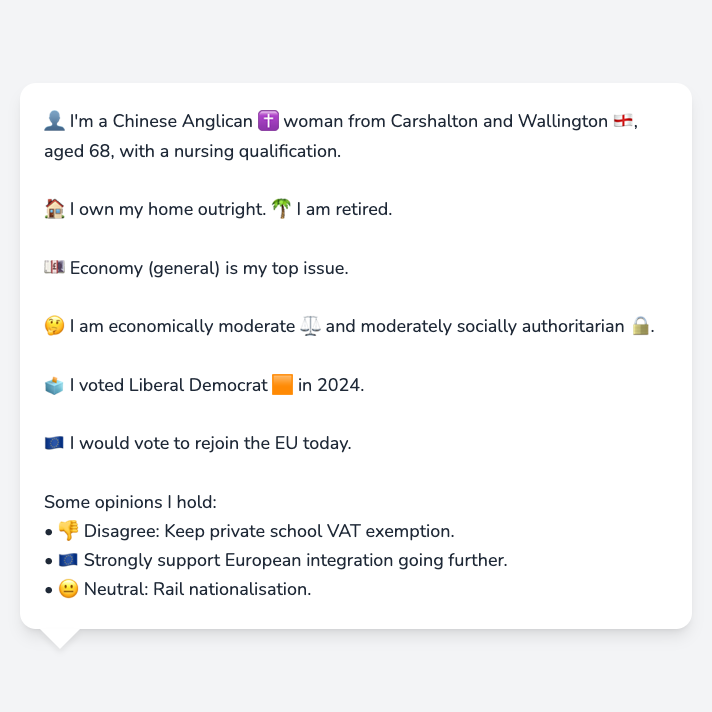 👤 I'm a Chinese Anglican ✝️ woman from Carshalton and Wallington 🏴󠁧󠁢󠁥󠁮󠁧󠁿,
aged 68, with a nursing qualification.
🏠 I own my home outright. 🌴 I am retired.
💷 Economy (general) is my top issue.
🤔 I am economically moderate ⚖️ and moderately socially authoritarian 🔒.
🗳️ I voted Liberal Democrat 🟧 in 2024.
🇪🇺 I would vote to rejoin the EU today.
Some opinions I hold:
• 👎 Disagree: Keep private school VAT exemption.
• 🇪🇺 Strongly support European integration going further.
• 😐 Neutral: Rail nationalisation.